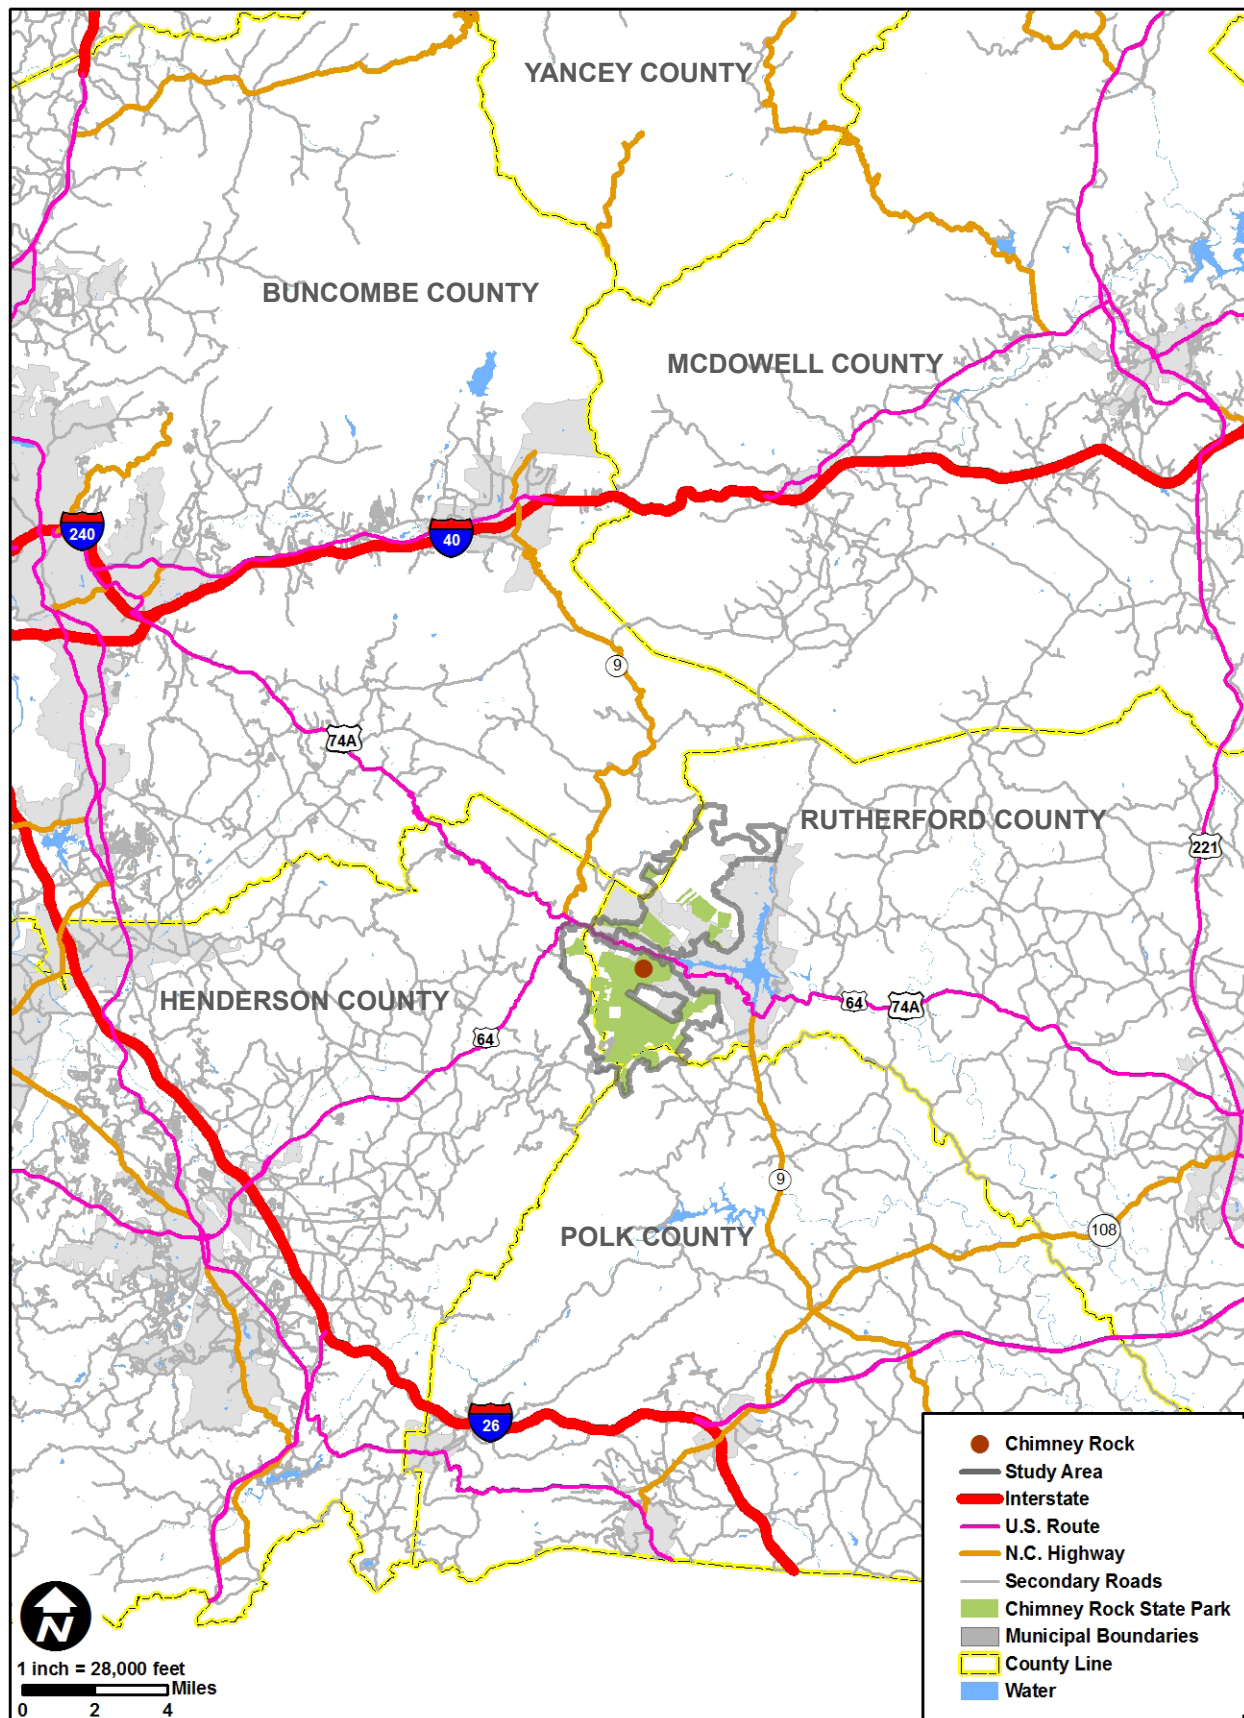 YANCEY COUNTY
BUNCOMBE COUNTY
MCDOWELL COUNTY
240
40
9
74A
RUTHERFORD COUNTY
221
HENDERSON COUNTY
64
74A
64
9
108
POLK COUNTY
26
Chimney Rock
Study Area
Interstate
U.S. Route
N.C. Highway
Secondary Roads
Chimney Rock State Park
Municipal Boundaries
County Line
Water
N
1 inch = 28,000 feet
Miles
0 2 4